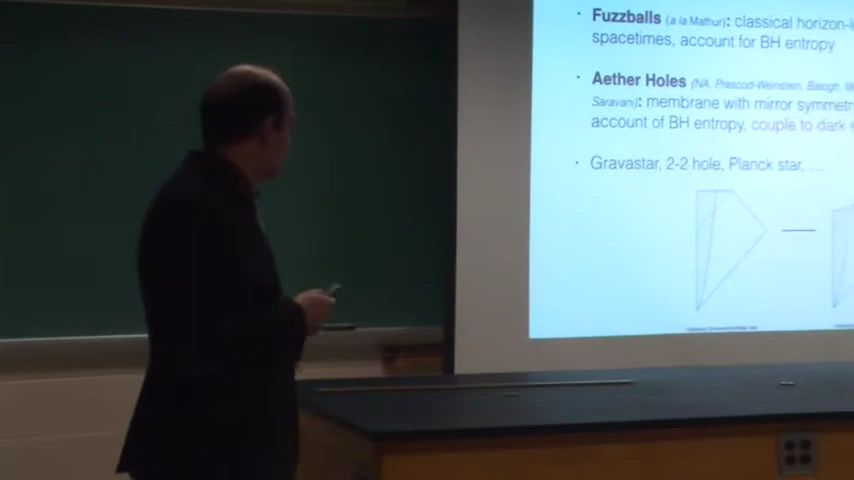 · Fuzzballs (a la Mathur): classical horizon-l
spacetimes, account for BH entropy
· Aether Holes (NA, Prescod-Weinstein, Balogh, M
Saravani): membrane with mirror symmetr
account of BH entropy, couple to dark
· Gravastar, 2-2 hole, Planck star, ...